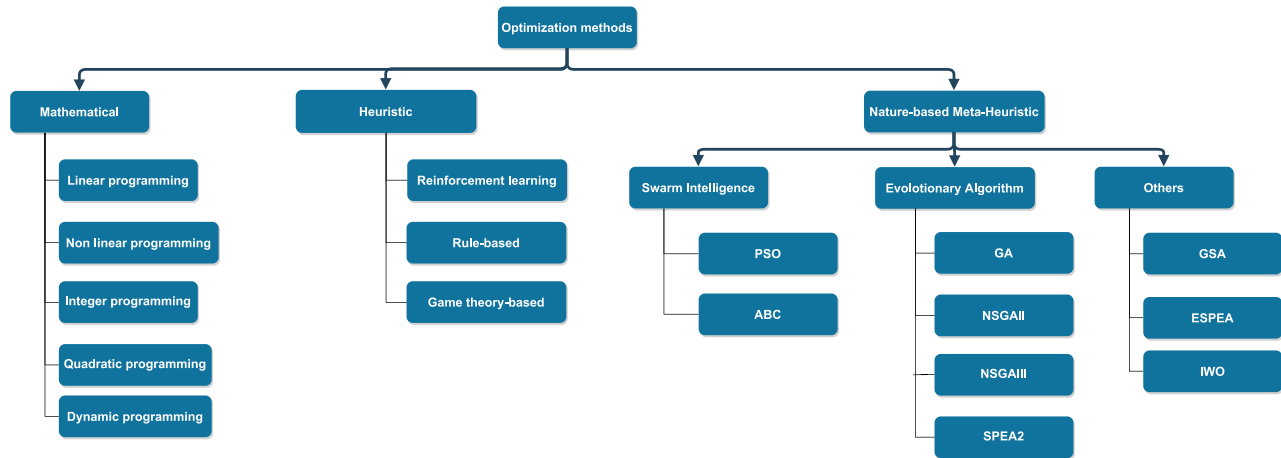 Optimization methods
Mathematical
Heuristic
Nature-based Meta-Heuristic
Linear programming
Non linear programming
Integer programming
Quadratic programming
Dynamic programming
Reinforcement learning
Rule-based
Game theory-based
Swarm Intelligence
Evolotionary Algorithm
Others
PSO
ABC
GA
NSGAII
NSGAIII
SPEA2
GSA
ESPEA
IWO